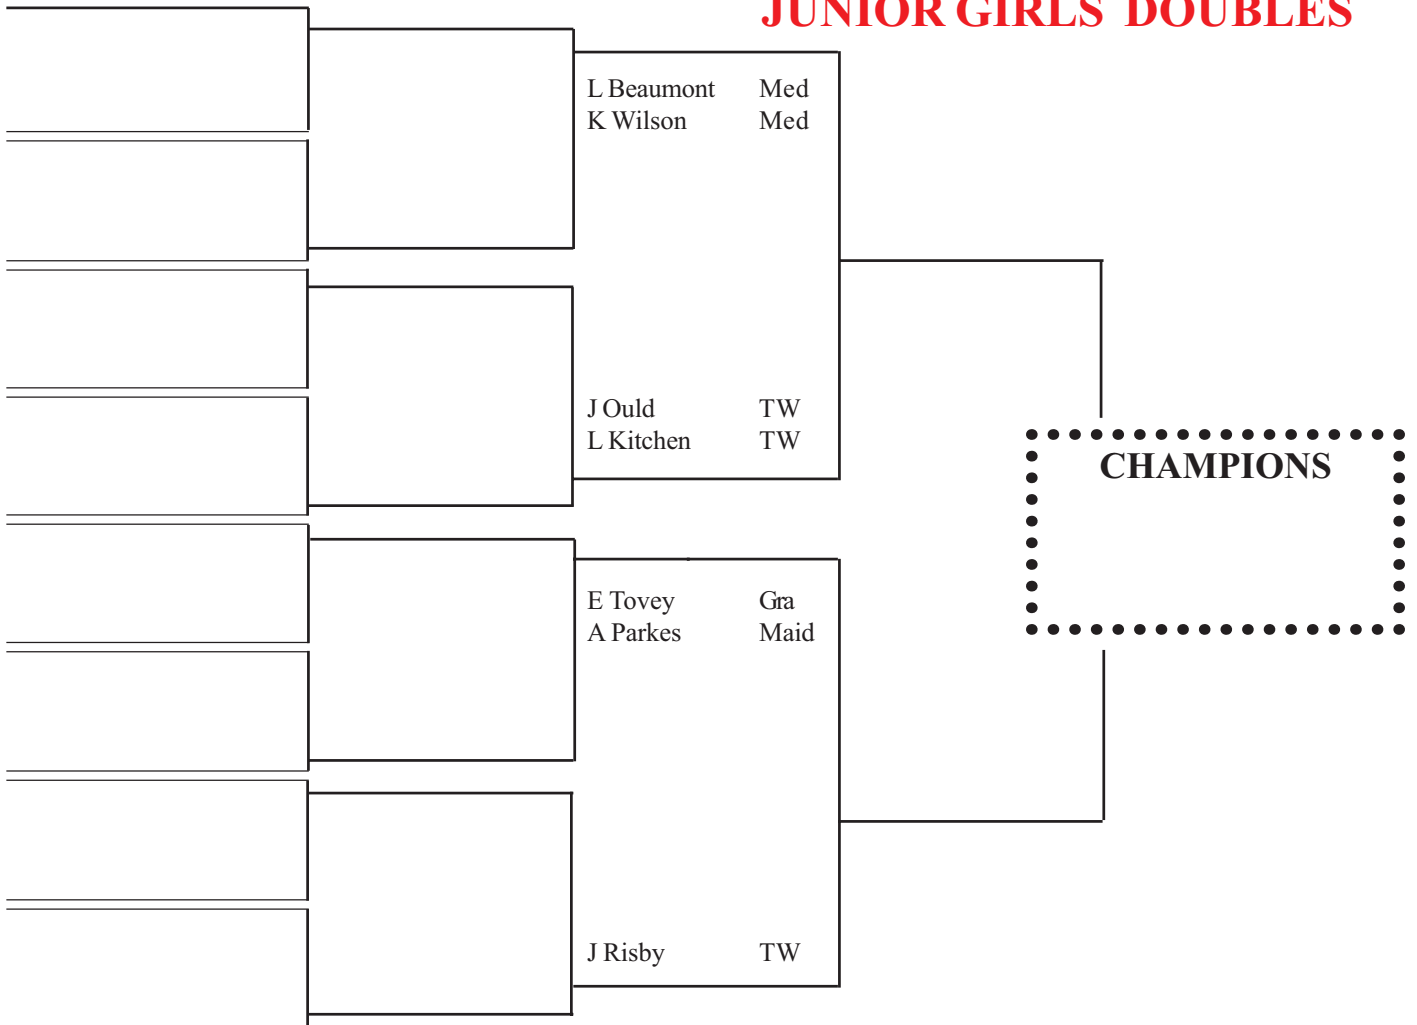 JUNIOR GIRLS DOUBLES
L Beaumont Med
K Wilson Med
J Ould TW
L Kitchen TW
CHAMPIONS
E Tovey Gra
A Parkes Maid
J Risby TW